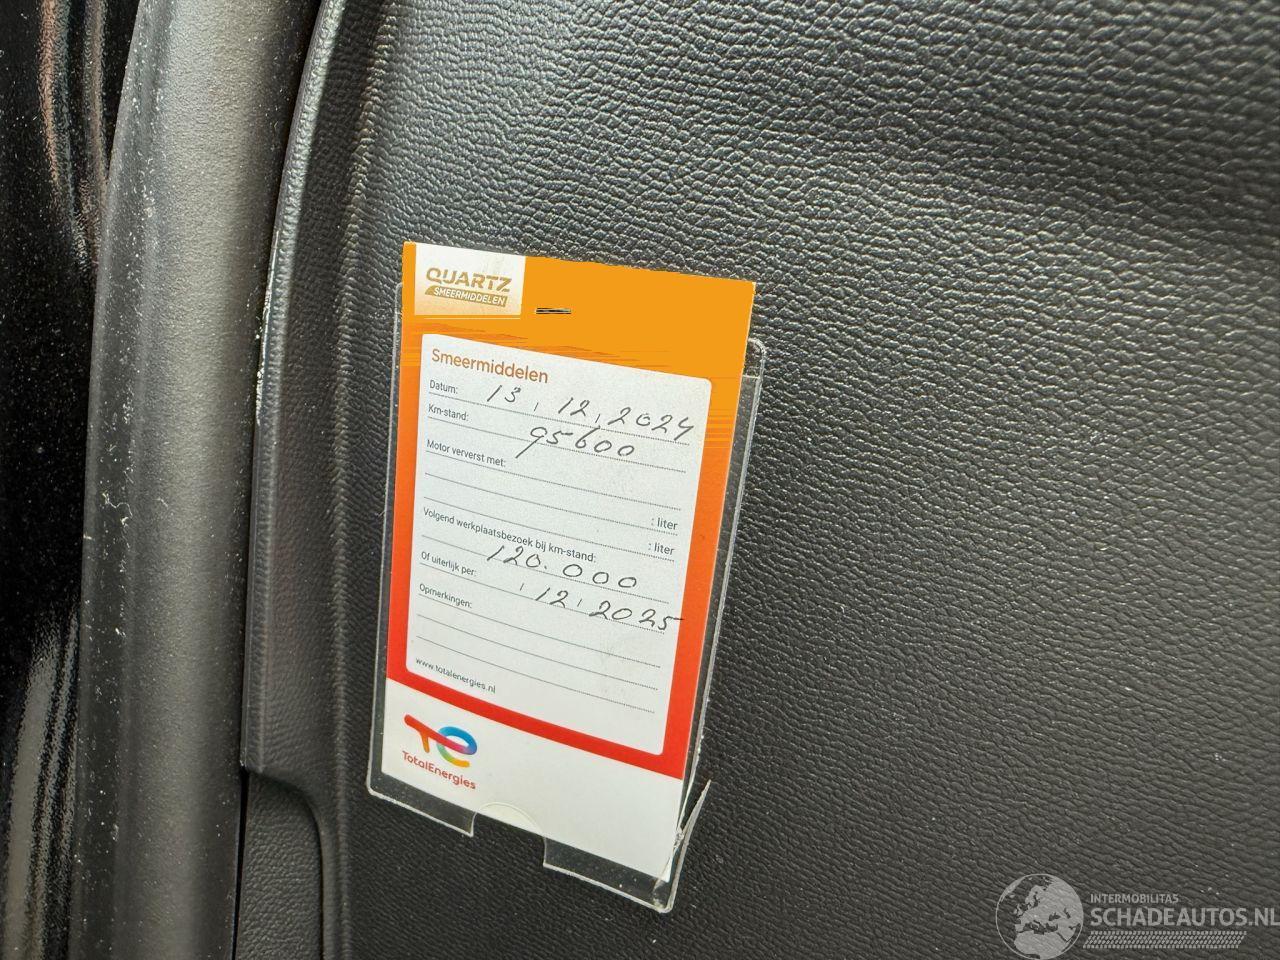 QUARTZ
SMEERMIDDELEN
Smeermiddelen
Datum: 13.12.2024
Km-stand: 95600
Motor ververst met:
: liter
: liter
Volgend werkplaatsbezoek bij km-stand:
120.000
Of uiterlijk per: 12.2025
Opmerkingen:
www.totalenergies.nl
TotalEnergies
INTERMOBILITAS
SCHADEAUTOS.NL